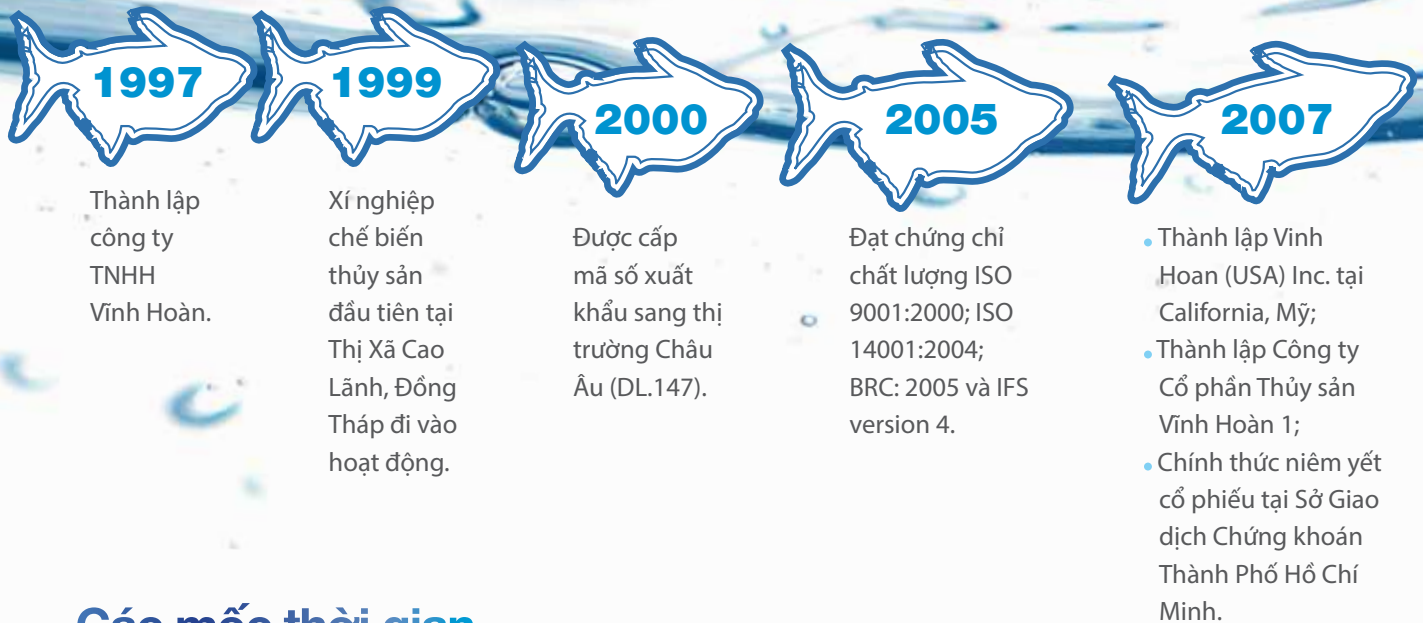 1997
Thành lập
công ty
TNHH
Vĩnh Hoàn.
1999
Xí nghiệp
chế biến
thủy sản
đầu tiên tại
Thị Xã Cao
Lãnh, Đồng
Tháp đi vào
hoạt động.
2000
Được cấp
mã số xuất
khẩu sang thị
trường Châu
Âu (DL.147).
2005
Đạt chứng chỉ
chất lượng ISO
9001:2000; ISO
14001:2004;
BRC: 2005 và IFS
version 4.
2007
• Thành lập Vinh
Hoan (USA) Inc. tại
California, Mỹ;
• Thành lập Công ty
Cổ phần Thủy sản
Vĩnh Hoàn 1;
• Chính thức niêm yết
cổ phiếu tại Sở Giao
dịch Chứng khoán
Thành Phố Hồ Chí
Minh.
Các mốc thời gian